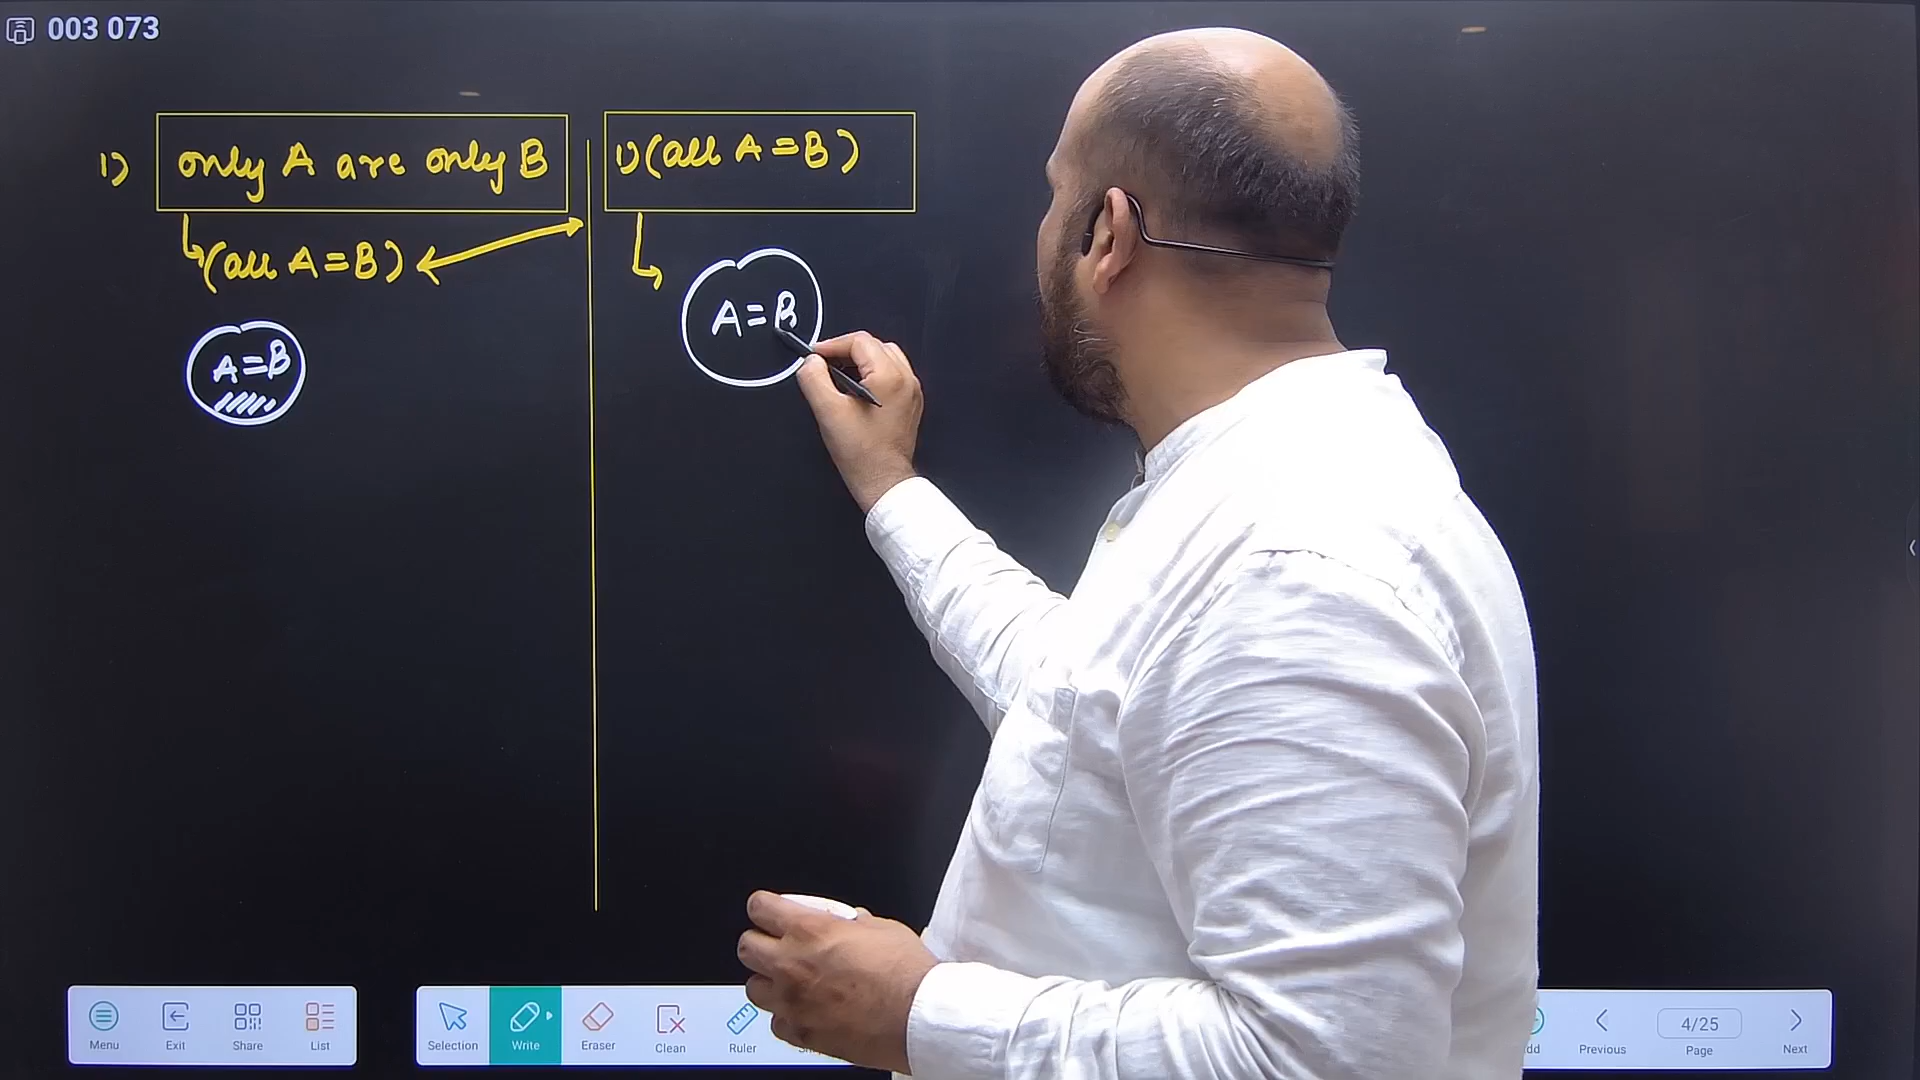 003 073
1) only A are only B
1) (all A = B)
(all A = B)
A = B
A = B
Menu
Exit
Share
List
Selection
Write
Eraser
Clean
Ruler
Previous
4/25
Page
Next